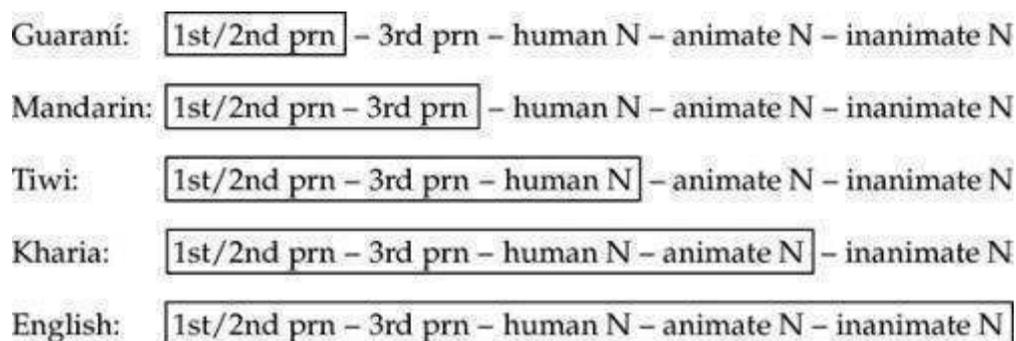 Guaraní: 1st/2nd prn – 3rd prn – human N – animate N – inanimate N
Mandarin: 1st/2nd prn – 3rd prn – human N – animate N – inanimate N
Tiwi: 1st/2nd prn – 3rd prn – human N – animate N – inanimate N
Kharia: 1st/2nd prn – 3rd prn – human N – animate N – inanimate N
English: 1st/2nd prn – 3rd prn – human N – animate N – inanimate N